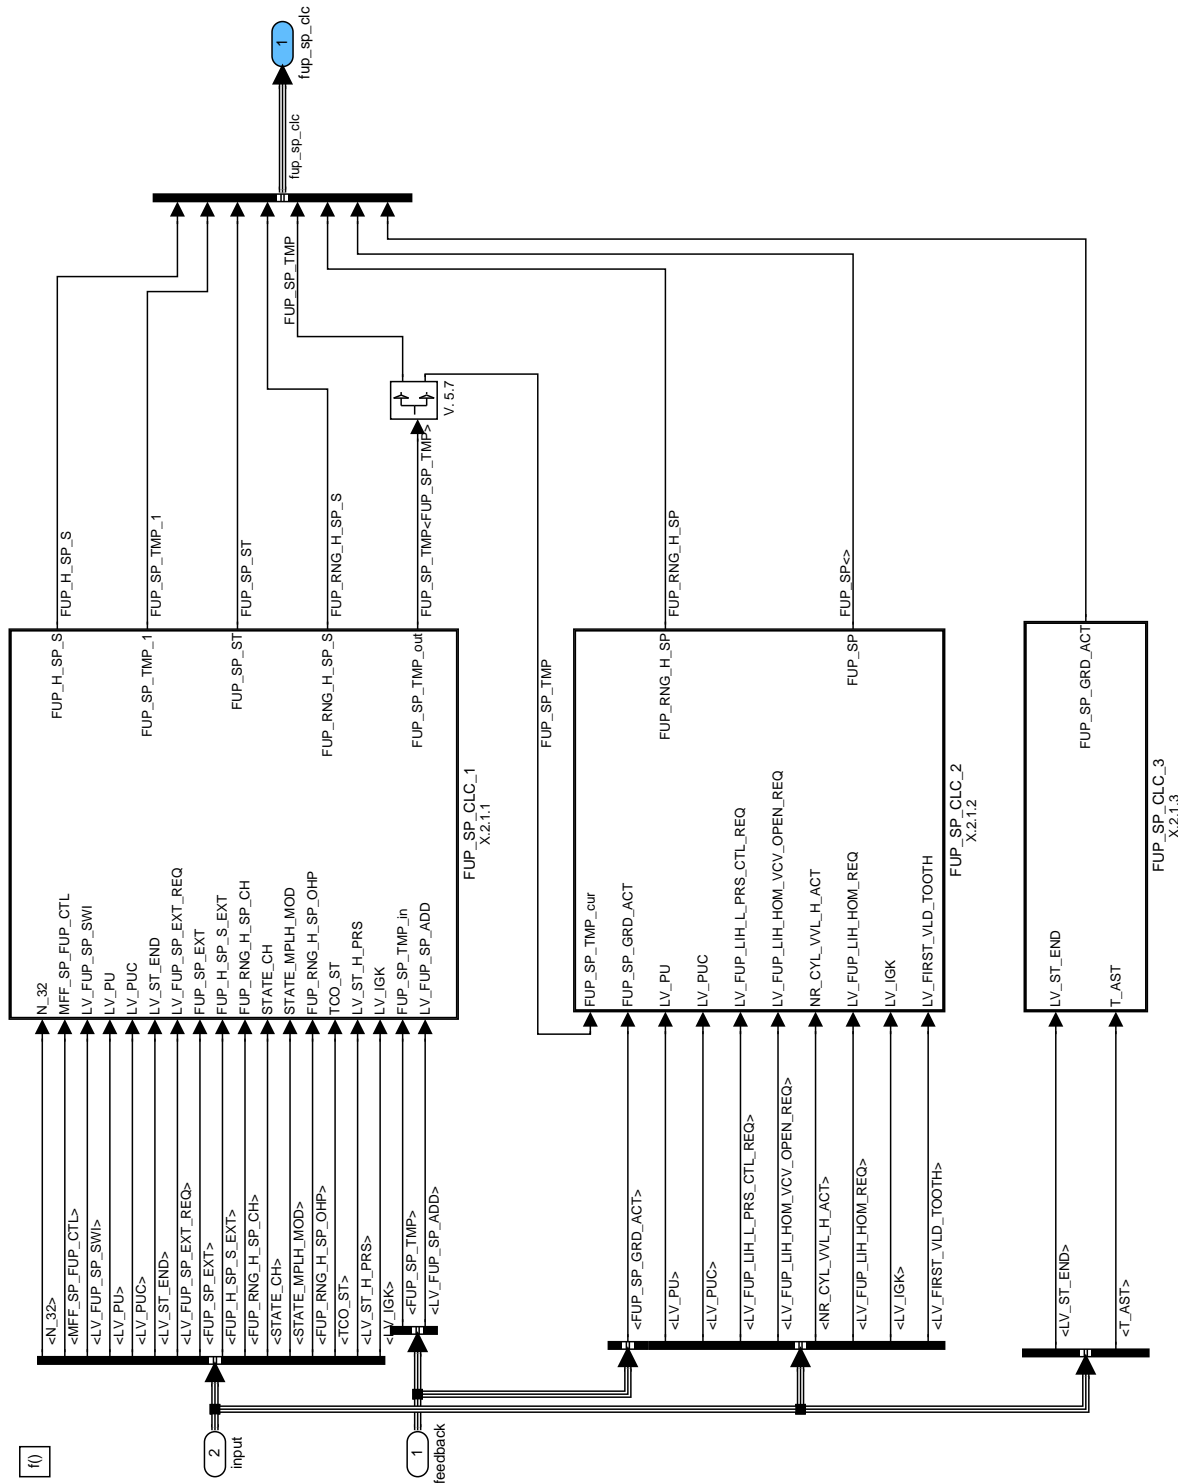 f()
2
input
1
feedback
<N_32>
<MFF_SP_FUP_CTL>
<LV_FUP_SP_SWI>
<LV_PU>
<LV_PUC>
<LV_ST_END>
<LV_FUP_SP_EXT_REQ>
<FUP_SP_EXT>
<FUP_H_SP_S_EXT>
<FUP_RNG_H_SP_CH>
<STATE_CH>
<STATE_MPLH_MOD>
<FUP_RNG_H_SP_OHP>
<TCO_ST>
<LV_ST_H_PRS>
<LV_IGK>
<FUP_SP_TMP>
<LV_FUP_SP_ADD>
N_32
MFF_SP_FUP_CTL
LV_FUP_SP_SWI
LV_PU
LV_PUC
LV_ST_END
LV_FUP_SP_EXT_REQ
FUP_SP_EXT
FUP_H_SP_S_EXT
FUP_RNG_H_SP_CH
STATE_CH
STATE_MPLH_MOD
FUP_RNG_H_SP_OHP
TCO_ST
LV_ST_H_PRS
LV_IGK
FUP_SP_TMP_in
LV_FUP_SP_ADD
FUP_H_SP_S
FUP_SP_TMP_1
FUP_SP_ST
FUP_RNG_H_SP_S
FUP_SP_TMP_out
FUP_SP_CLC_1
X.2.1.1
FUP_H_SP_S
FUP_SP_TMP_1
FUP_SP_ST
FUP_RNG_H_SP_S
FUP_SP_TMP<FUP_SP_TMP>
V. 5.7
FUP_SP_TMP
FUP_SP_TMP
<FUP_SP_GRD_ACT>
<LV_PU>
<LV_PUC>
<LV_FUP_LIH_L_PRS_CTL_REQ>
<LV_FUP_LIH_HOM_VCV_OPEN_REQ>
<NR_CYL_VVL_H_ACT>
<LV_FUP_LIH_HOM_REQ>
<LV_IGK>
<LV_FIRST_VLD_TOOTH>
FUP_SP_TMP_cur
FUP_SP_GRD_ACT
LV_PU
LV_PUC
LV_FUP_LIH_L_PRS_CTL_REQ
LV_FUP_LIH_HOM_VCV_OPEN_REQ
NR_CYL_VVL_H_ACT
LV_FUP_LIH_HOM_REQ
LV_IGK
LV_FIRST_VLD_TOOTH
FUP_RNG_H_SP
FUP_SP
FUP_SP_CLC_2
X.2.1.2
FUP_RNG_H_SP
FUP_SP<>
<LV_ST_END>
<T_AST>
LV_ST_END
T_AST
FUP_SP_GRD_ACT
FUP_SP_CLC_3
X.2.1.3
fup_sp_clc
1
fup_sp_clc